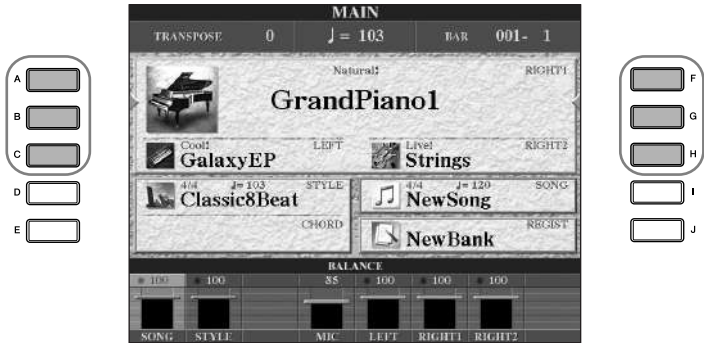 MAIN
TRANSPOSE 0 ♩= 103 BAR 001- 1
Natural! RIGHT1
GrandPiano1
Cool! LEFT Live! RIGHT2
GalaxyEP Strings
4/4 ♩= 103 STYLE 4/4 ♩= 120 SONG
Classic8Beat NewSong
CHORD REGIST
NewBank
BALANCE
100 100 85 100 100 100
SONG STYLE MIC LEFT RIGHT1 RIGHT2
A
B
C
D
E
F
G
H
I
J